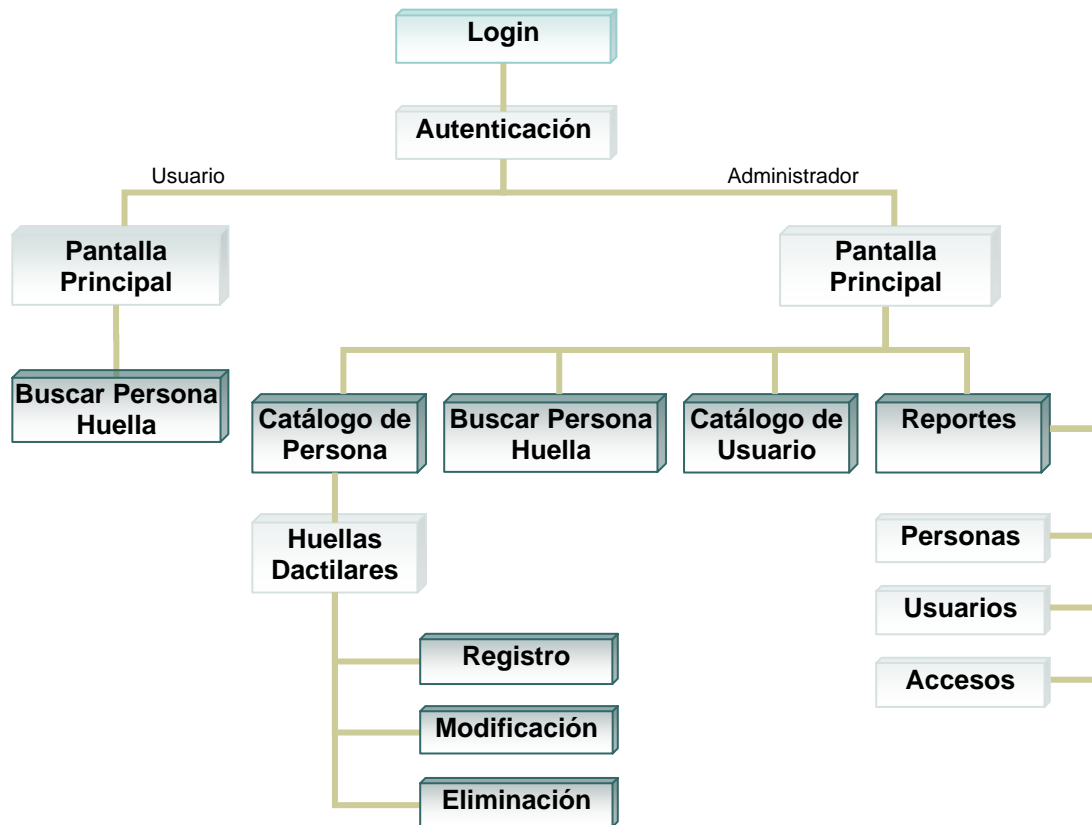 Login
Autenticación
Usuario
Administrador
Pantalla
Principal
Pantalla
Principal
Buscar Persona
Huella
Catálogo de
Persona
Buscar Persona
Huella
Catálogo de
Usuario
Reportes
Huellas
Dactilares
Personas
Usuarios
Accesos
Registro
Modificación
Eliminación